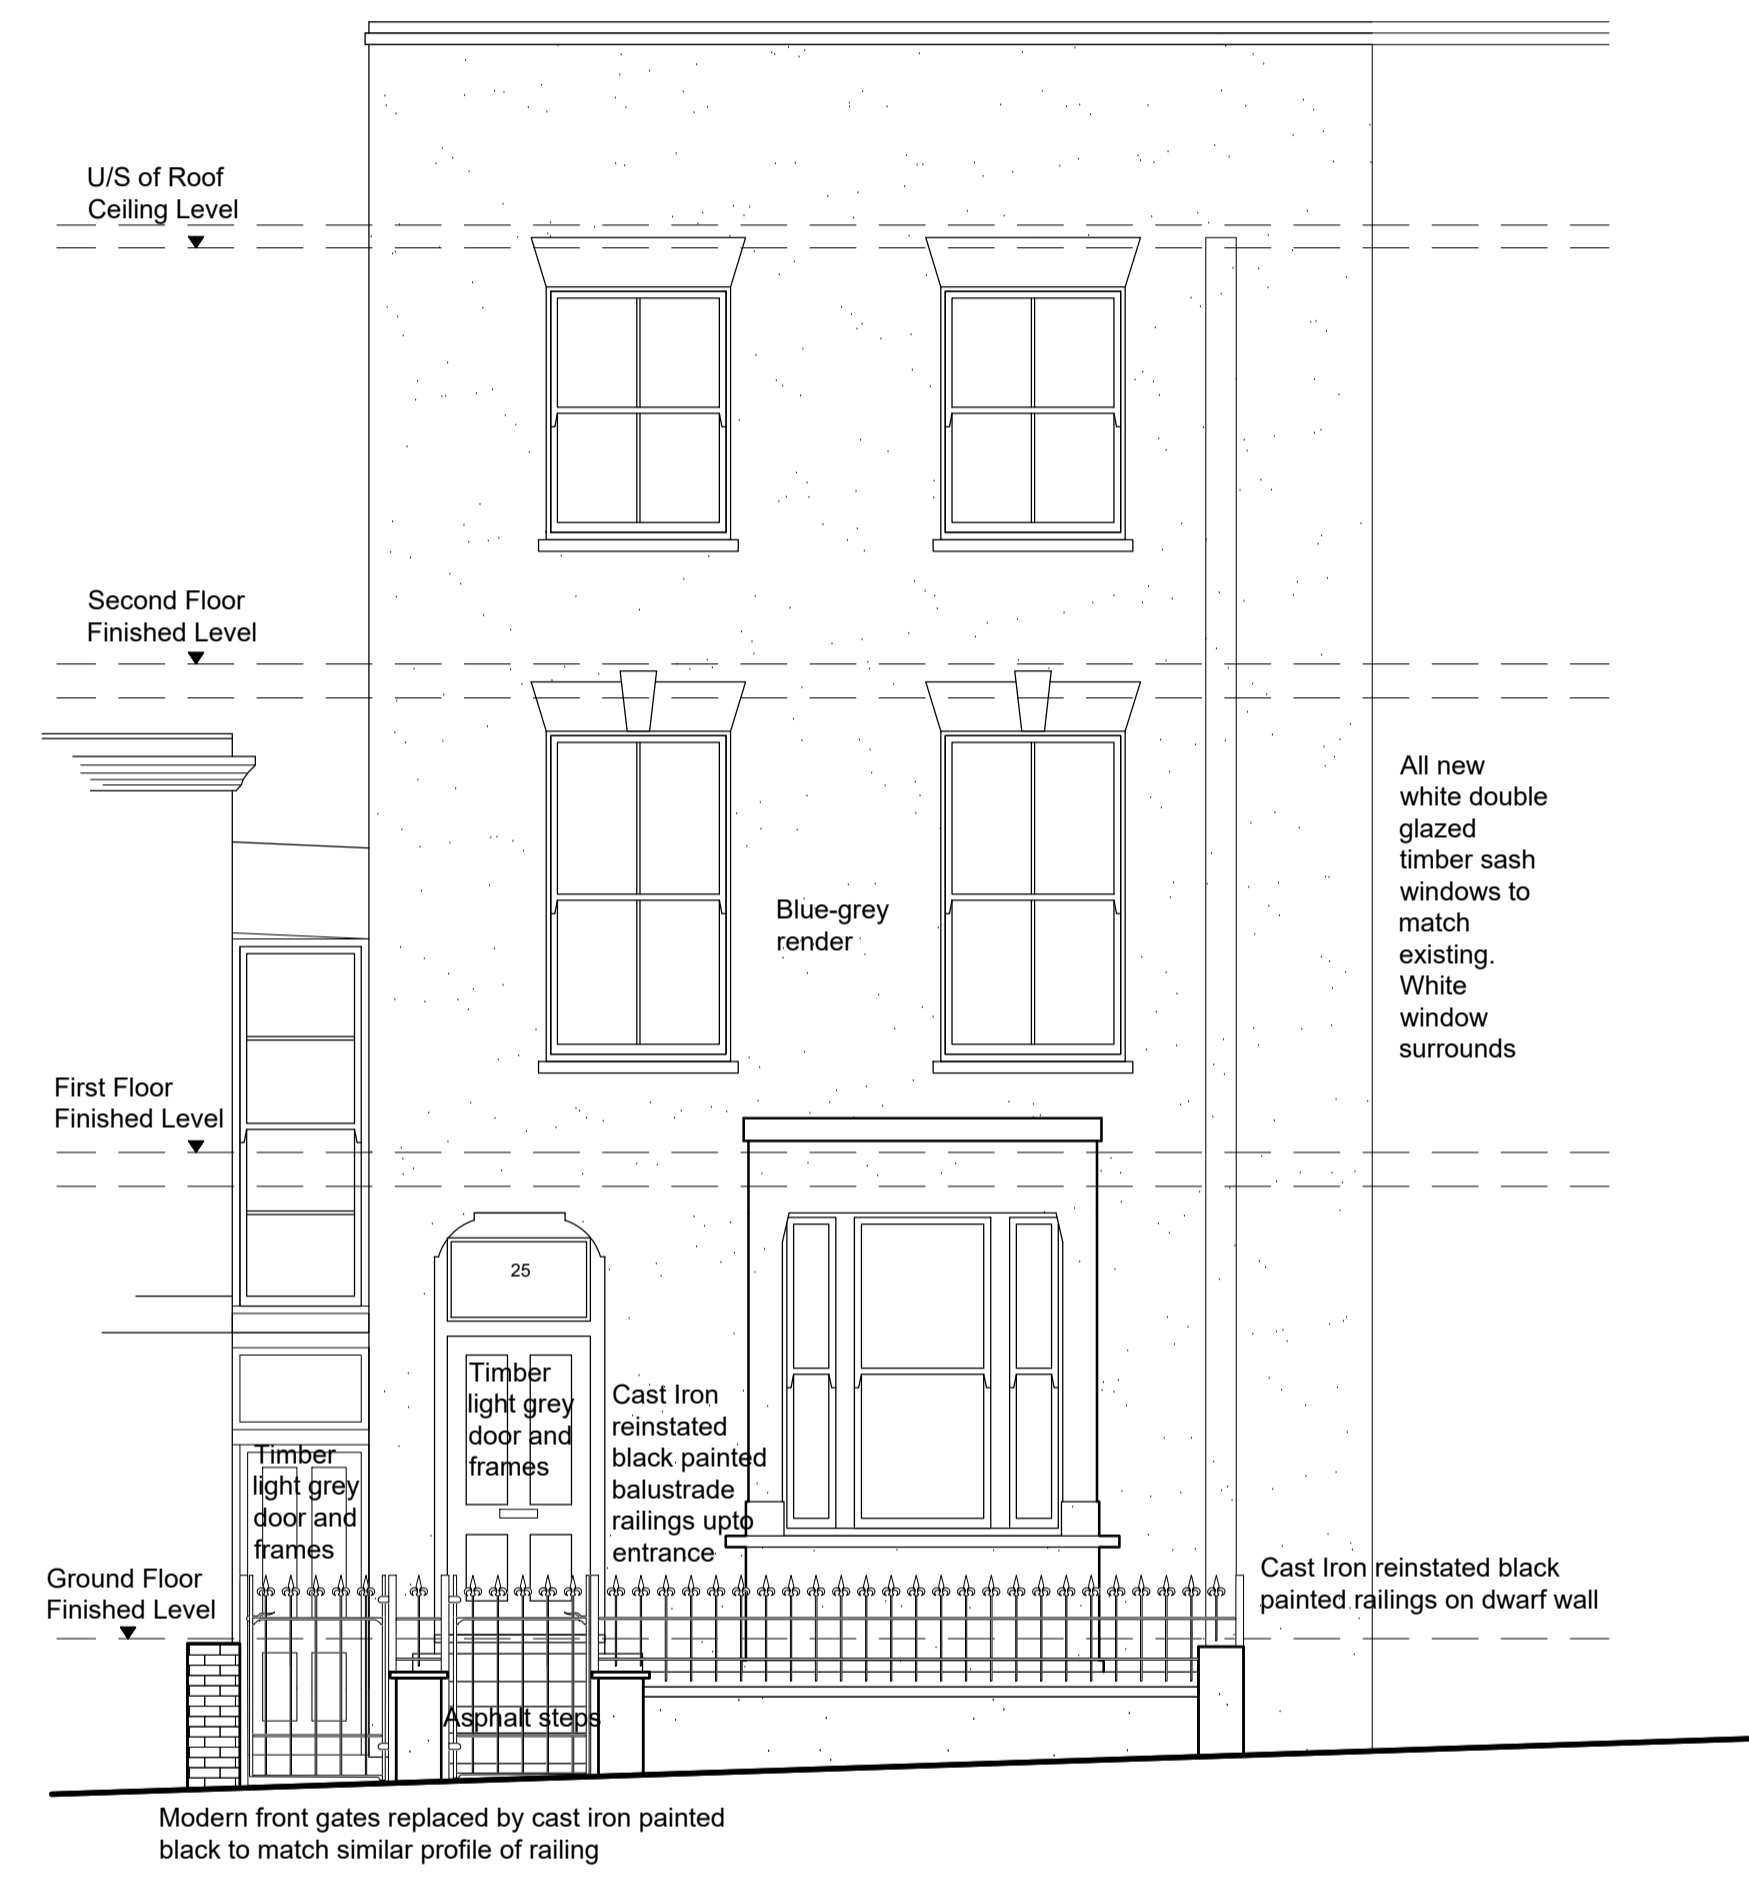 U/S of Roof
Ceiling Level
Second Floor
Finished Level
All new
white double
glazed
timber sash
windows to
match
existing.
White
window
surrounds
Blue-grey
render
First Floor
Finished Level
25
Timber
light grey
door and
frames
Cast Iron
reinstated
black painted
balustrade
railings upto
entrance
Timber
light grey
door and
frames
Ground Floor
Finished Level
Cast Iron reinstated black
painted railings on dwarf wall
Asphalt steps
Modern front gates replaced by cast iron painted
black to match similar profile of railing